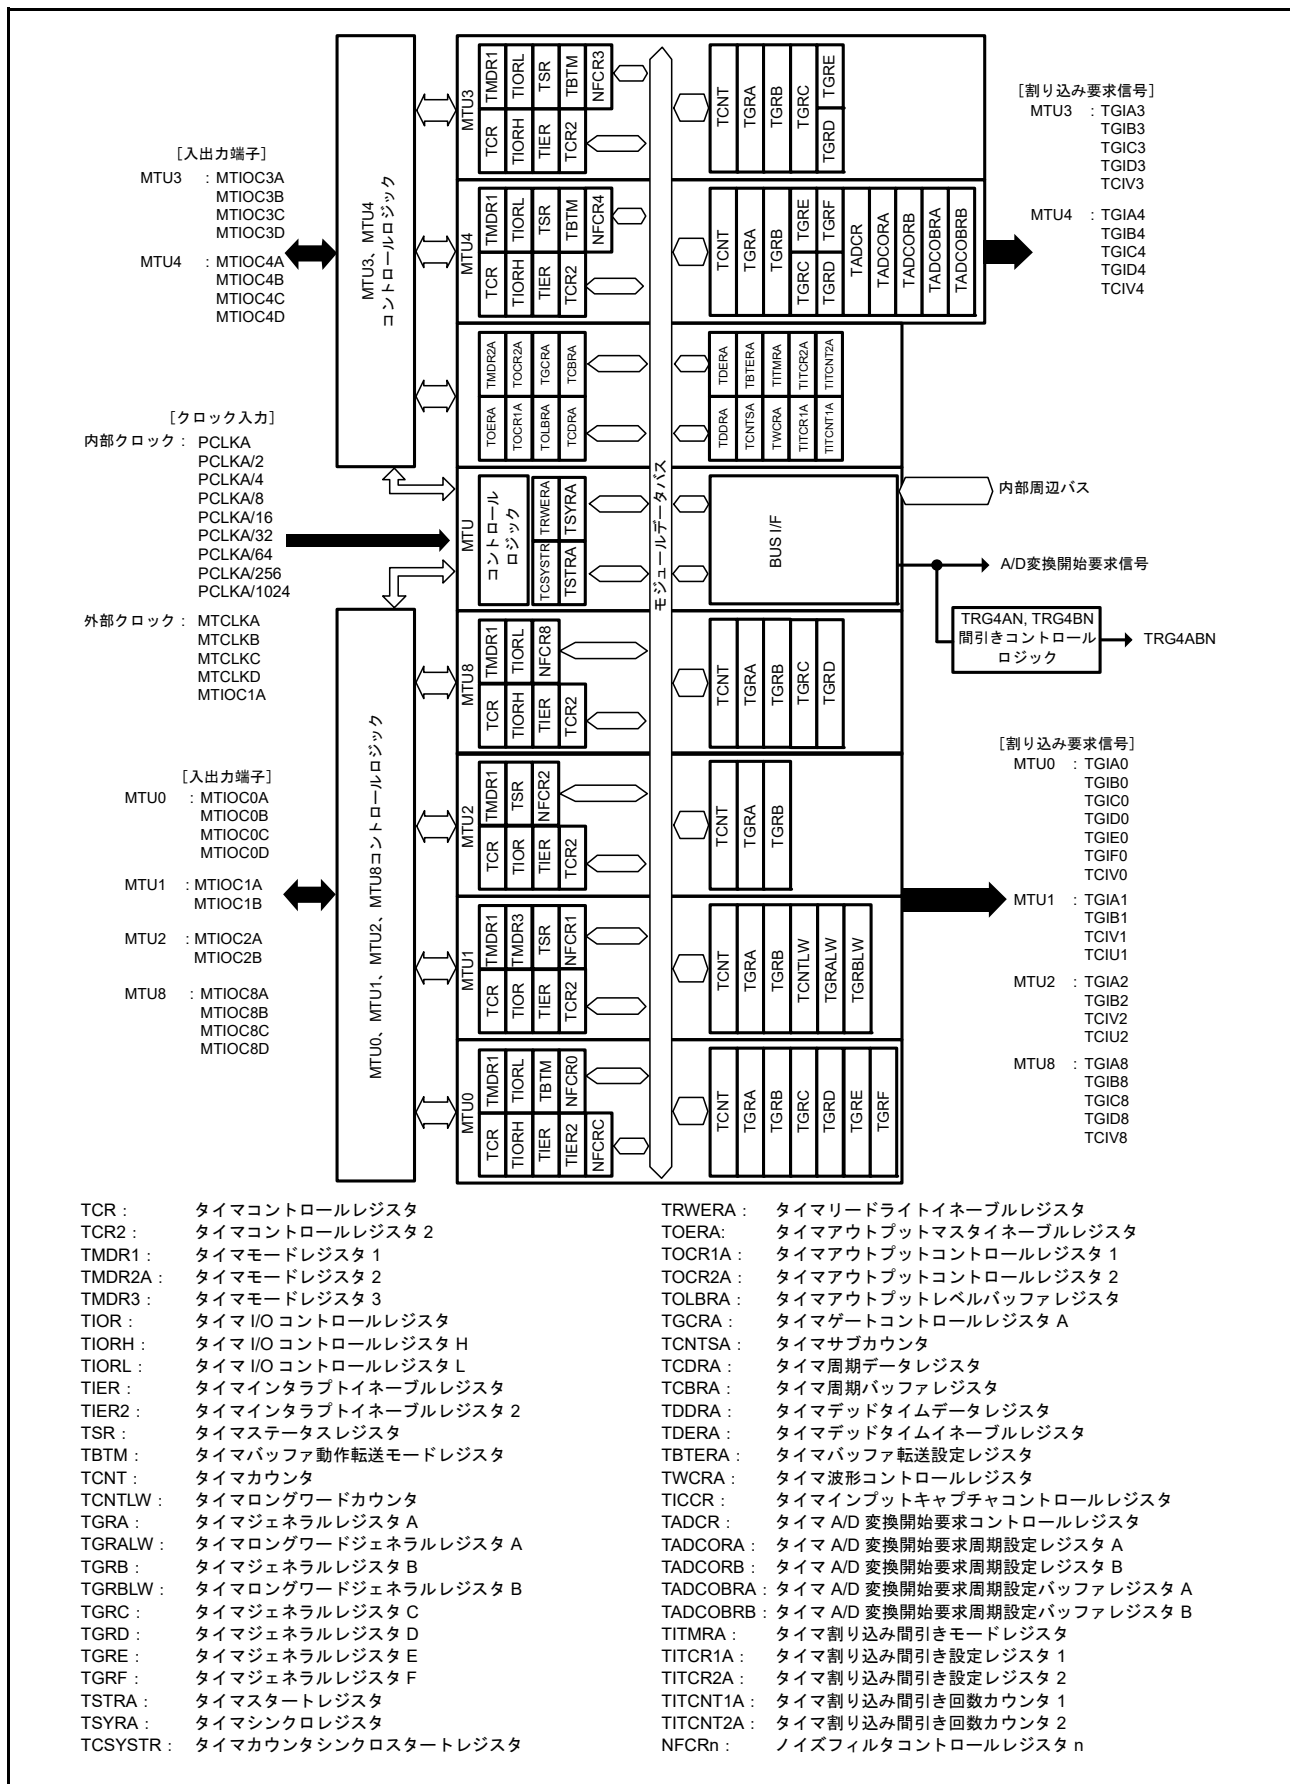 [入出力端子]
MTU3 : MTIOC3A
MTIOC3B
MTIOC3C
MTIOC3D
MTU4 : MTIOC4A
MTIOC4B
MTIOC4C
MTIOC4D
[クロック入力]
内部クロック : PCLKA
PCLKA/2
PCLKA/4
PCLKA/8
PCLKA/16
PCLKA/32
PCLKA/64
PCLKA/256
PCLKA/1024
外部クロック : MTCLKA
MTCLKB
MTCLKC
MTCLKD
MTIOC1A
[入出力端子]
MTU0 : MTIOC0A
MTIOC0B
MTIOC0C
MTIOC0D
MTU1 : MTIOC1A
MTIOC1B
MTU2 : MTIOC2A
MTIOC2B
MTU8 : MTIOC8A
MTIOC8B
MTIOC8C
MTIOC8D
MTU3、MTU4
コントロールロジック
MTU0、MTU1、MTU2、MTU8コントロールロジック
MTU3
TMDR1
TIORL
TSR
TBTM
NFCR3
TCR
TIORH
TIER
TCR2
TCNT
TGRA
TGRB
TGRC
TGRE
TGRD
MTU4
TMDR1
TIORL
TSR
TBTM
NFCR4
TCR
TIORH
TIER
TCR2
TCNT
TGRA
TGRB
TGRE
TGRF
TGRC
TGRD
TADCR
TADCORA
TADCORB
TADCOBRA
TADCOBRB
TMDR2A
TOCR2A
TGCRA
TCBRA
TOERA
TOCR1A
TOLBRA
TCDRA
TDERA
TBTERA
TITMRA
TITCR2A
TITCNT2A
TDDRA
TCNTSA
TWCRA
TITCR1A
TITCNT1A
モジュールデータバス
MTU
コントロール
ロジック
TRWERA
TSYRA
TCSYSTR
TSTRA
BUS I/F
MTU8
TMDR1
TIORL
NFCR8
TCR
TIORH
TIER
TCR2
TCNT
TGRA
TGRB
TGRC
TGRD
MTU2
TMDR1
TSR
NFCR2
TCR
TIOR
TIER
TCR2
TCNT
TGRA
TGRB
MTU1
TMDR1
TMDR3
TSR
NFCR1
TCR
TIOR
TIER
TCR2
TCNT
TGRA
TGRB
TCNTLW
TGRALW
TGRBLW
MTU0
TMDR1
TIORL
TBTM
NFCR0
TCR
TIORH
TIER
TIER2
NFCRC
TCNT
TGRA
TGRB
TGRC
TGRD
TGRE
TGRF
[割り込み要求信号]
MTU3 : TGIA3
TGIB3
TGIC3
TGID3
TCIV3
MTU4 : TGIA4
TGIB4
TGIC4
TGID4
TCIV4
内部周辺バス
A/D変換開始要求信号
TRG4AN, TRG4BN
間引きコントロール
ロジック
TRG4ABN
[割り込み要求信号]
MTU0 : TGIA0
TGIB0
TGIC0
TGID0
TGIE0
TGIF0
TCIV0
MTU1 : TGIA1
TGIB1
TCIV1
TCIU1
MTU2 : TGIA2
TGIB2
TCIV2
TCIU2
MTU8 : TGIA8
TGIB8
TGIC8
TGID8
TCIV8
TCR : タイマコントロールレジスタ
TCR2 : タイマコントロールレジスタ 2
TMDR1 : タイマモードレジスタ 1
TMDR2A : タイマモードレジスタ 2
TMDR3 : タイマモードレジスタ 3
TIOR : タイマ I/O コントロールレジスタ
TIORH : タイマ I/O コントロールレジスタ H
TIORL : タイマ I/O コントロールレジスタ L
TIER : タイマインタラプトイネーブルレジスタ
TIER2 : タイマインタラプトイネーブルレジスタ 2
TSR : タイマステータスレジスタ
TBTM : タイマバッファ動作転送モードレジスタ
TCNT : タイマカウンタ
TCNTLW : タイマロングワードカウンタ
TGRA : タイマジェネラルレジスタ A
TGRALW : タイマロングワードジェネラルレジスタ A
TGRB : タイマジェネラルレジスタ B
TGRBLW : タイマロングワードジェネラルレジスタ B
TGRC : タイマジェネラルレジスタ C
TGRD : タイマジェネラルレジスタ D
TGRE : タイマジェネラルレジスタ E
TGRF : タイマジェネラルレジスタ F
TSTRA : タイマスタートレジスタ
TSYRA : タイマシンクロレジスタ
TCSYSTR : タイマカウンタシンクロスタートレジスタ
TRWERA : タイマリードライトイネーブルレジスタ
TOERA: タイマアウトプットマスタイネーブルレジスタ
TOCR1A : タイマアウトプットコントロールレジスタ 1
TOCR2A : タイマアウトプットコントロールレジスタ 2
TOLBRA : タイマアウトプットレベルバッファレジスタ
TGCRA : タイマゲートコントロールレジスタ A
TCNTSA : タイマサブカウンタ
TCDRA : タイマ周期データレジスタ
TCBRA : タイマ周期バッファレジスタ
TDDRA : タイマデッドタイムデータレジスタ
TDERA : タイマデッドタイムイネーブルレジスタ
TBTERA : タイマバッファ転送設定レジスタ
TWCRA : タイマ波形コントロールレジスタ
TICCR : タイマインプットキャプチャコントロールレジスタ
TADCR : タイマ A/D 変換開始要求コントロールレジスタ
TADCORA : タイマ A/D 変換開始要求周期設定レジスタ A
TADCORB : タイマ A/D 変換開始要求周期設定レジスタ B
TADCOBRA : タイマ A/D 変換開始要求周期設定バッファレジスタ A
TADCOBRB : タイマ A/D 変換開始要求周期設定バッファレジスタ B
TITMRA : タイマ割り込み間引きモードレジスタ
TITCR1A : タイマ割り込み間引き設定レジスタ 1
TITCR2A : タイマ割り込み間引き設定レジスタ 2
TITCNT1A : タイマ割り込み間引き回数カウンタ 1
TITCNT2A : タイマ割り込み間引き回数カウンタ 2
NFCRn : ノイズフィルタコントロールレジスタ n